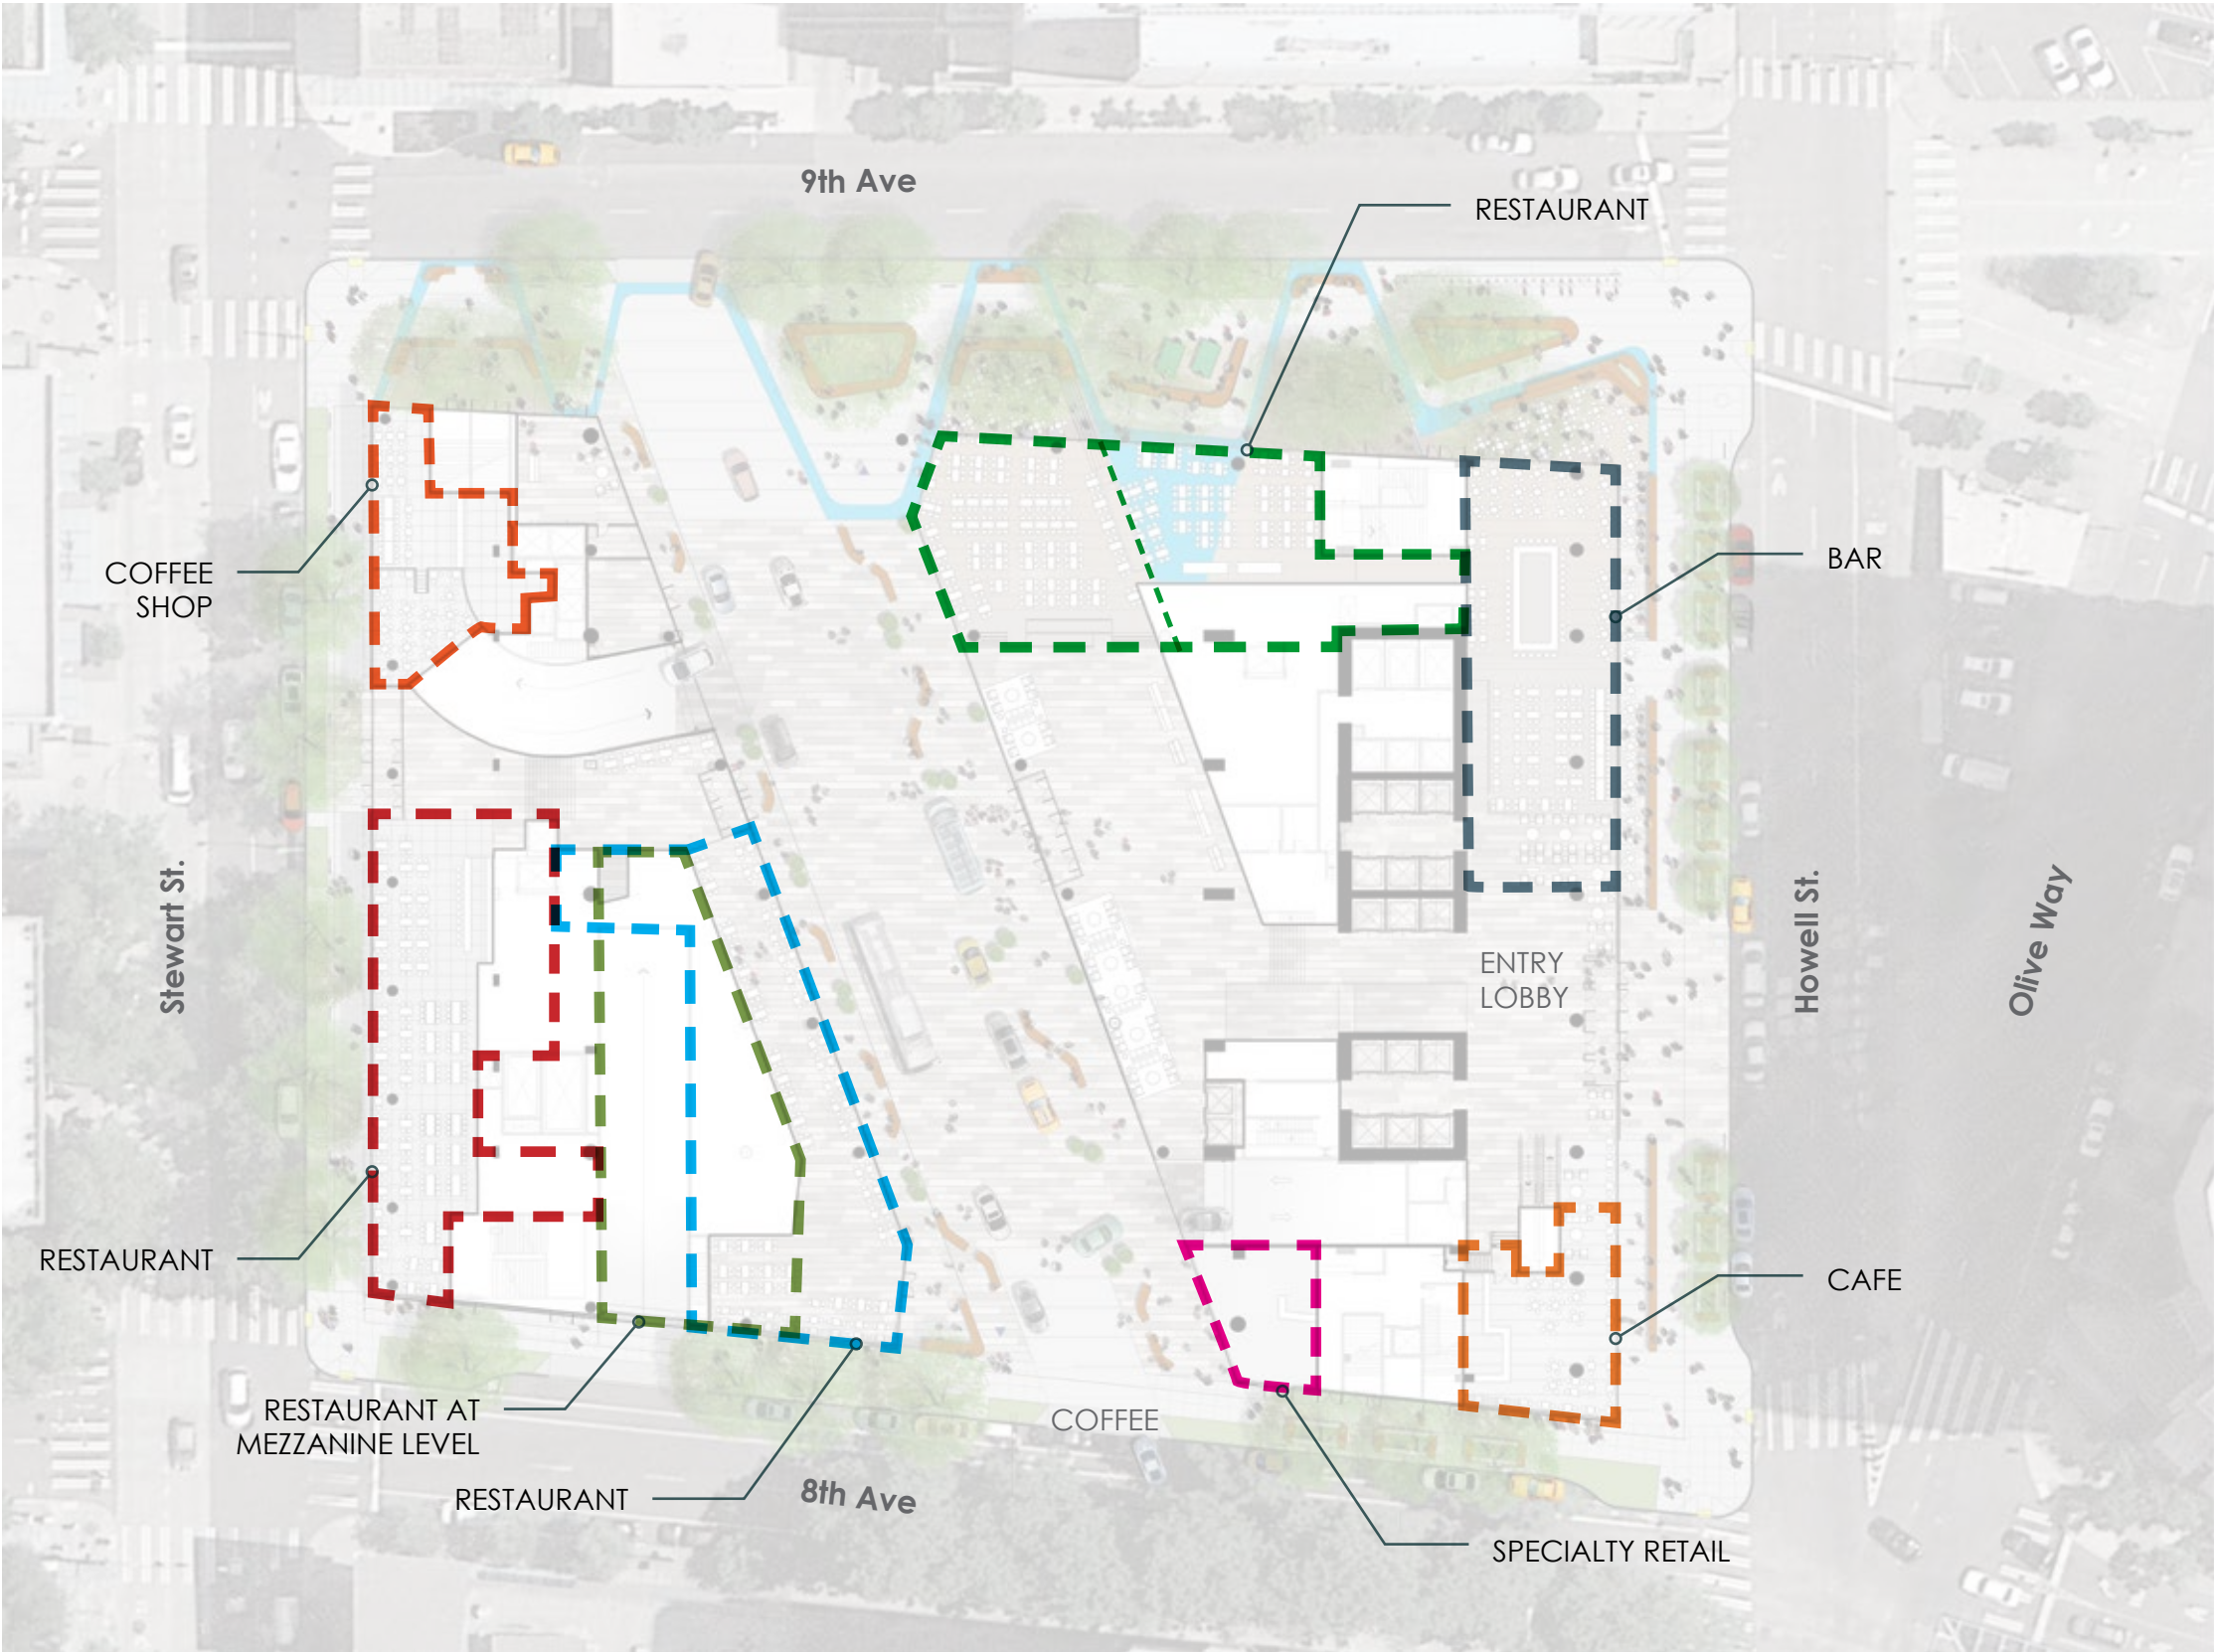 9th Ave
RESTAURANT
COFFEE
SHOP
BAR
Stewart St.
Howell St.
Olive Way
ENTRY
LOBBY
RESTAURANT
CAFE
RESTAURANT AT
MEZZANINE LEVEL
COFFEE
RESTAURANT
8th Ave
SPECIALTY RETAIL